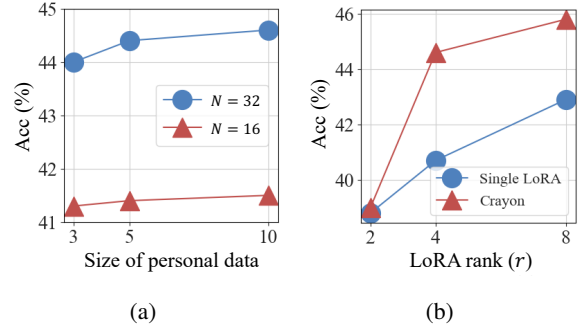 45
44
43
42
41
Acc (%)
N = 32
N = 16
3
5
10
Size of personal data
(a)
46
44
42
40
Acc (%)
Single LoRA
Crayon
2
4
8
LoRA rank (r)
(b)